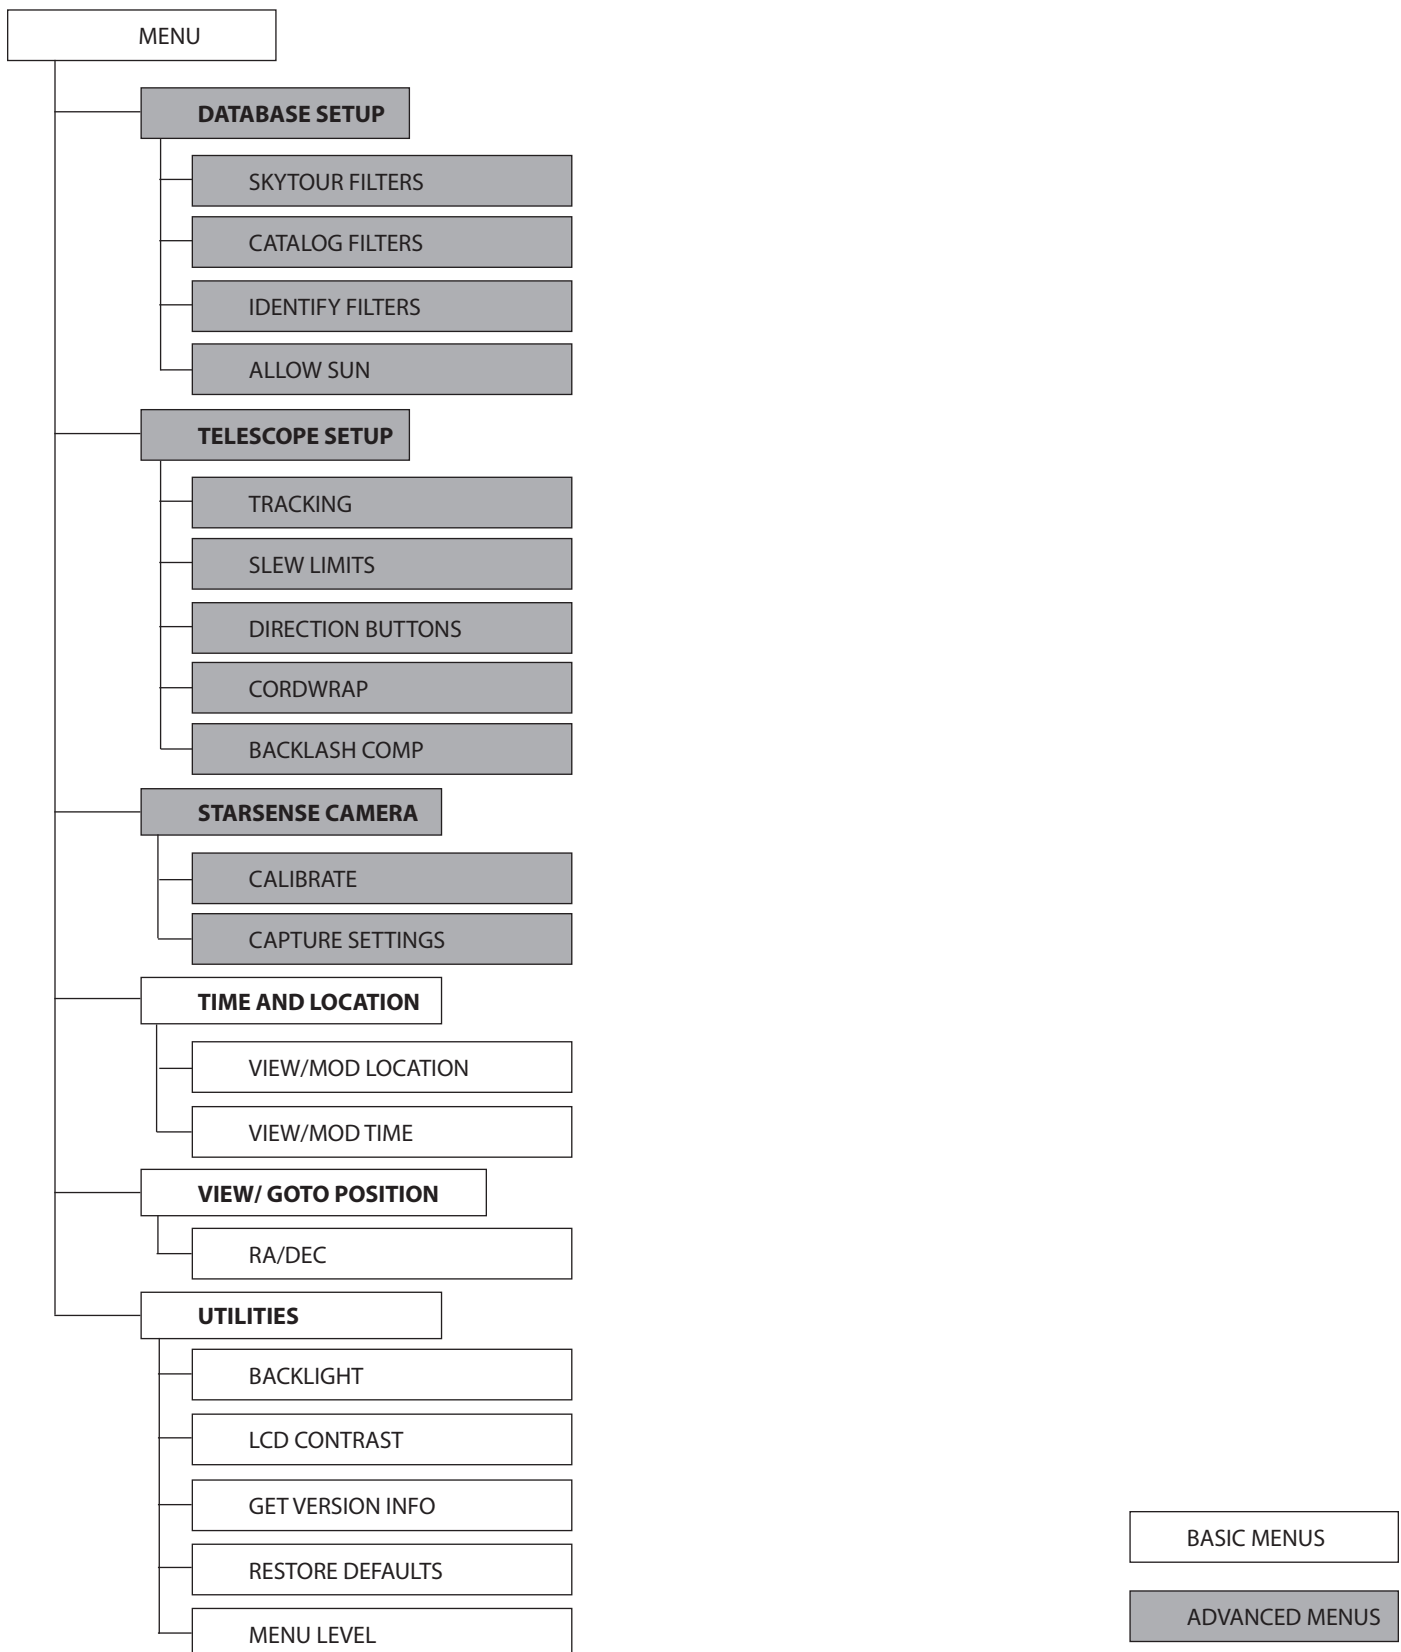 MENU
DATABASE SETUP
SKYTOUR FILTERS
CATALOG FILTERS
IDENTIFY FILTERS
ALLOW SUN
TELESCOPE SETUP
TRACKING
SLEW LIMITS
DIRECTION BUTTONS
CORDWRAP
BACKLASH COMP
STARSENSE CAMERA
CALIBRATE
CAPTURE SETTINGS
TIME AND LOCATION
VIEW/MOD LOCATION
VIEW/MOD TIME
VIEW/ GOTO POSITION
RA/DEC
UTILITIES
BACKLIGHT
LCD CONTRAST
GET VERSION INFO
RESTORE DEFAULTS
MENU LEVEL
BASIC MENUS
ADVANCED MENUS